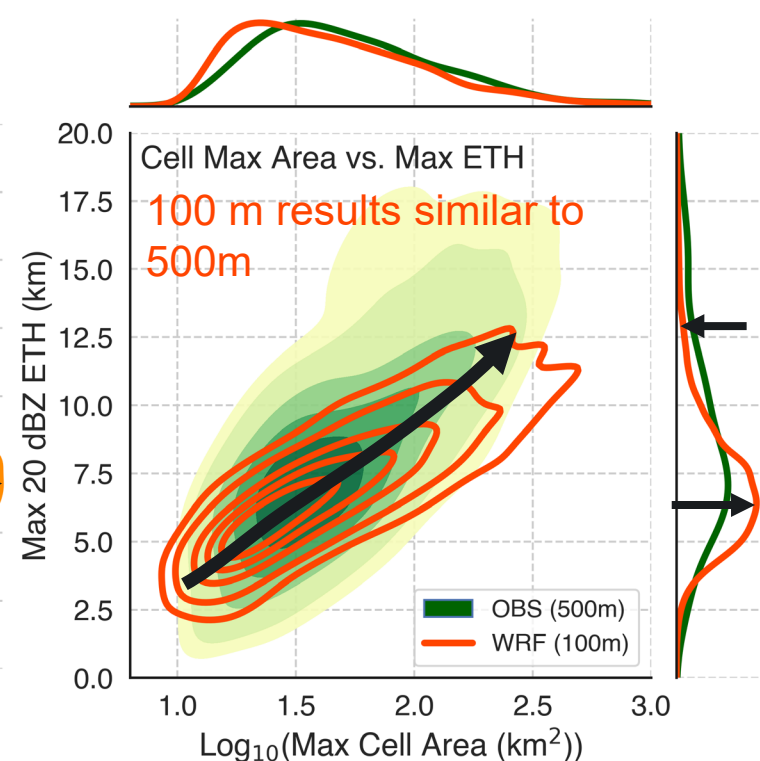 Cell Max Area vs. Max ETH
100 m results similar to
500m
20.0
17.5
15.0
12.5
10.0
7.5
5.0
2.5
0.0
Max 20 dBZ ETH (km)
OBS (500m)
WRF (100m)
1.0 1.5 2.0 2.5 3.0
Log₁₀(Max Cell Area (km²))